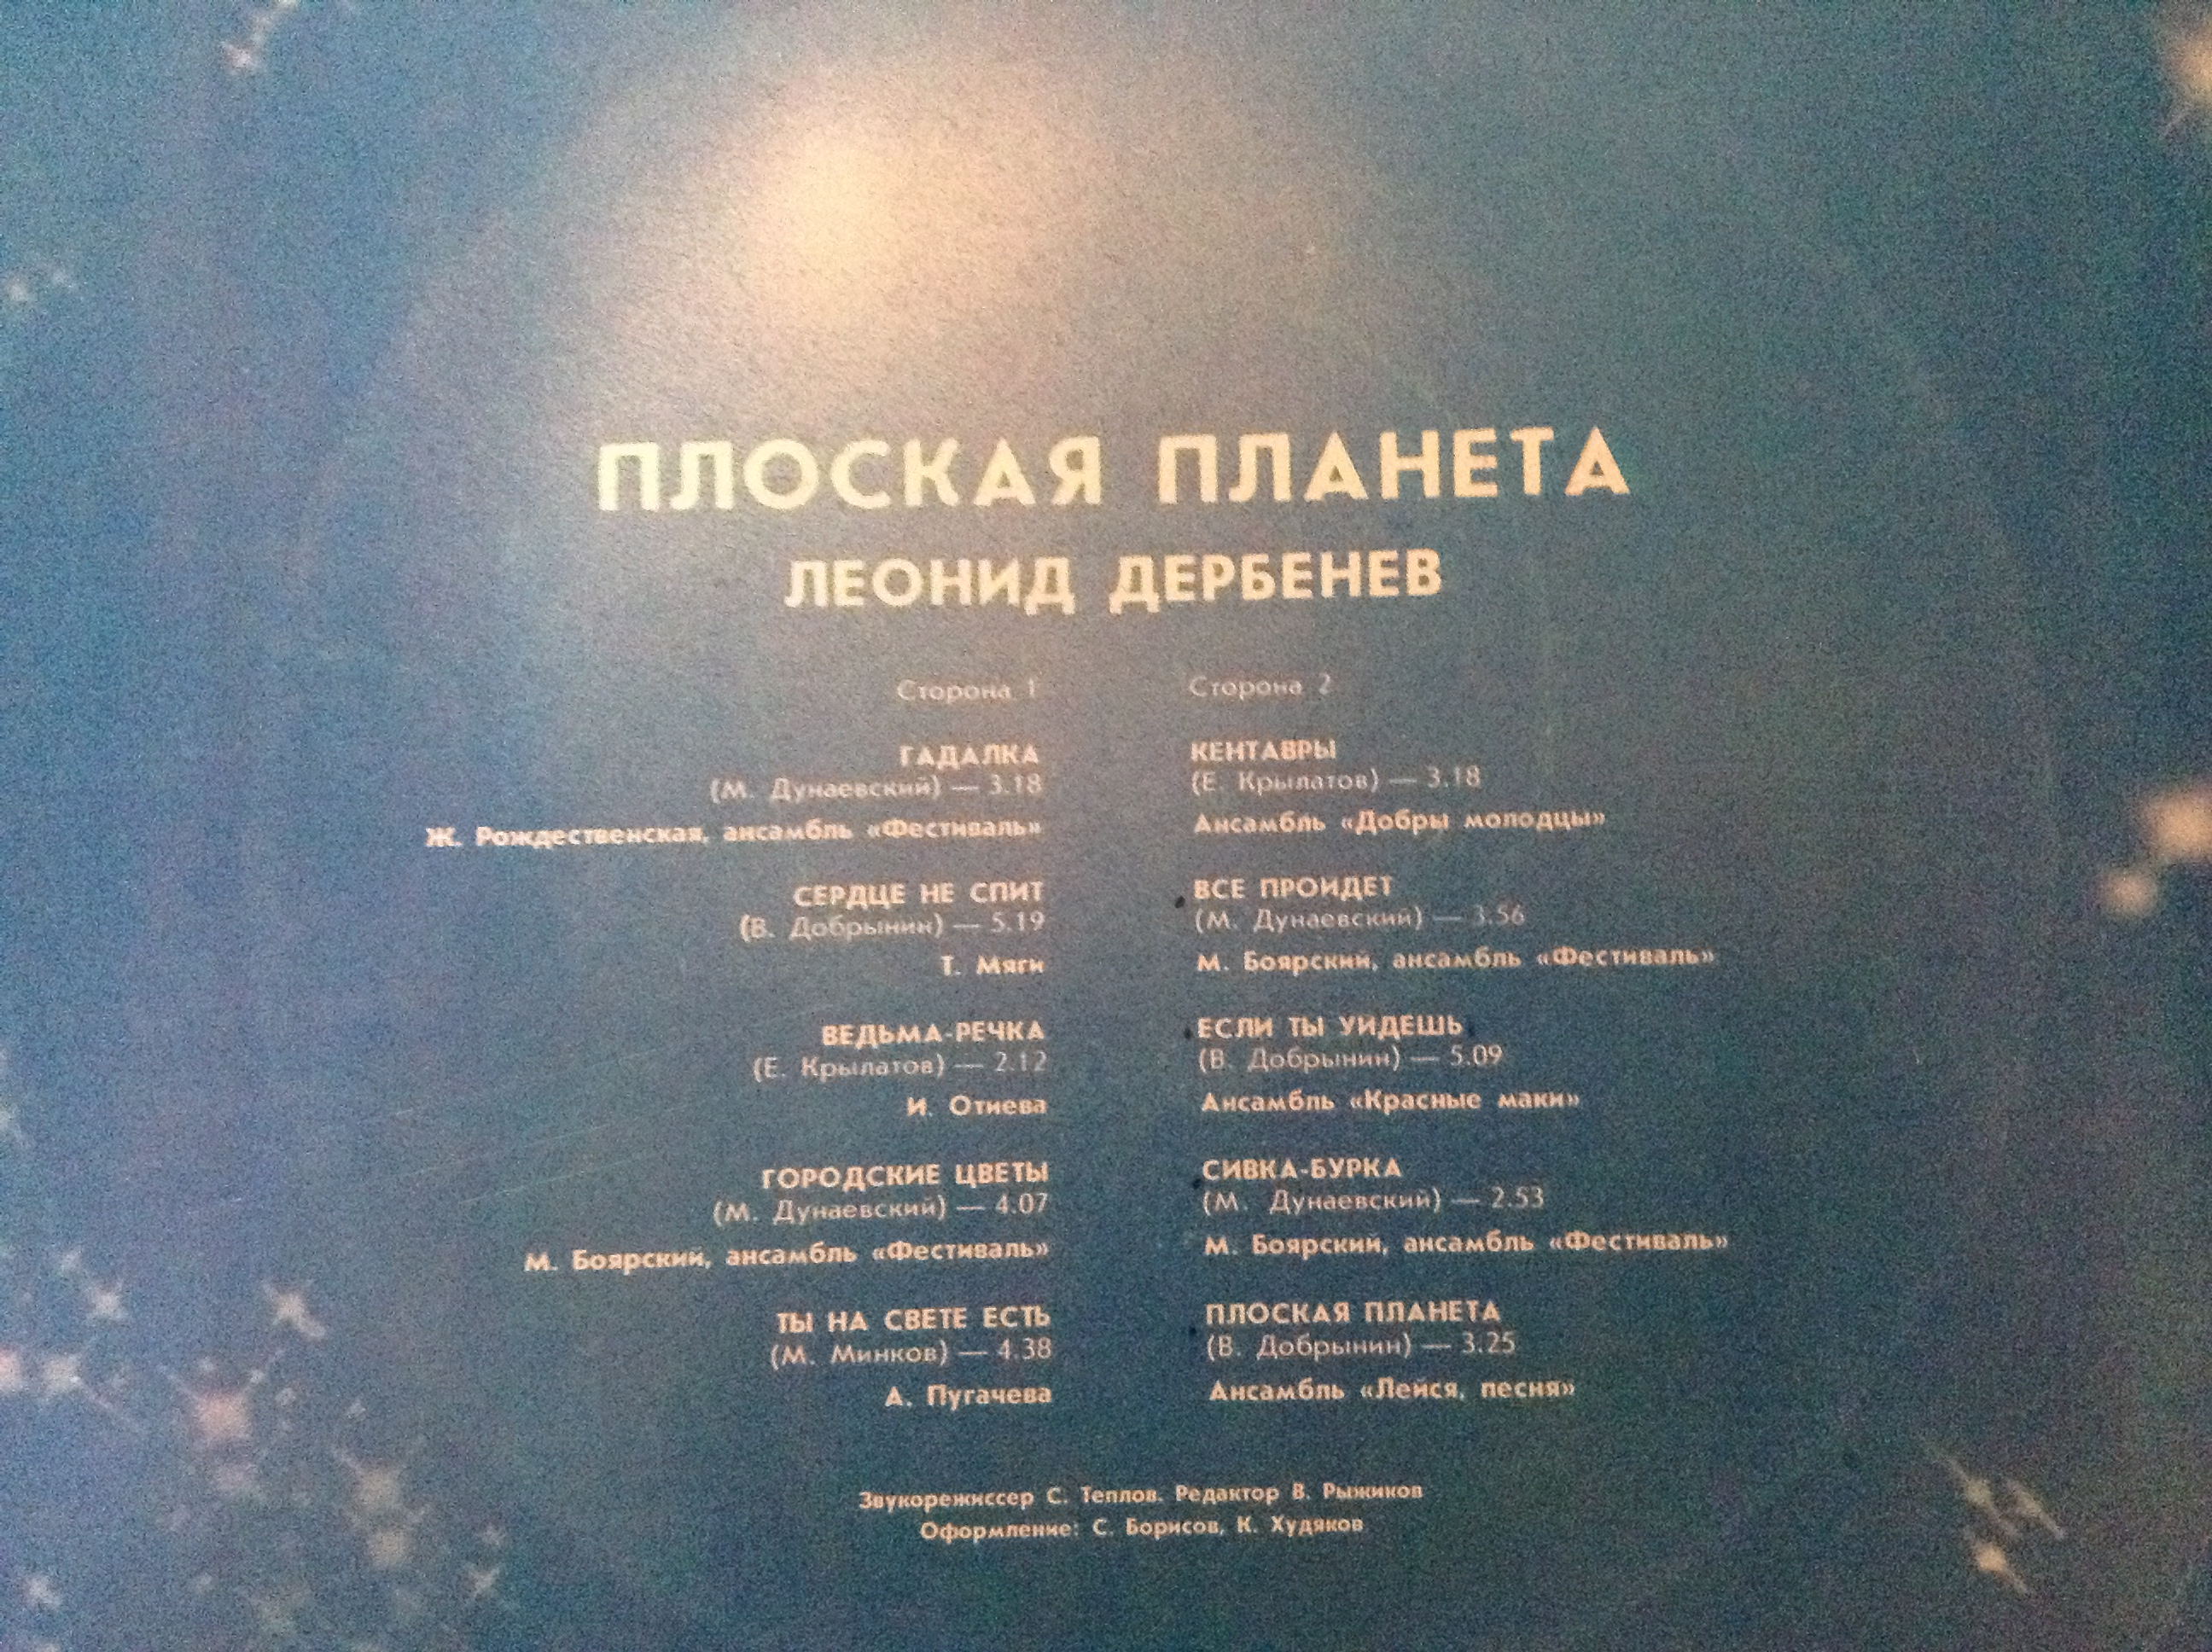 ПЛОСКАЯ ПЛАНЕТА
ЛЕОНИД ДЕРБЕНЕВ
Сторона 1
ГАДАЛКА
(М. Дунаевский) — 3.18
Ж. Рождественская, ансамбль «Фестиваль»
СЕРДЦЕ НЕ СПИТ
(В. Добрынин) — 5.19
Т. Мяги
ВЕДЬМА-РЕЧКА
(Е. Крылатов) — 2.12
И. Отиева
ГОРОДСКИЕ ЦВЕТЫ
(М. Дунаевский) — 4.07
М. Боярский, ансамбль «Фестиваль»
ТЫ НА СВЕТЕ ЕСТЬ
(М. Минков) — 4.38
А. Пугачева
Сторона 2
КЕНТАВРЫ
(Е. Крылатов) — 3.18
Ансамбль «Добры молодцы»
ВСЕ ПРОЙДЕТ
(М. Дунаевский) — 3.56
М. Боярский, ансамбль «Фестиваль»
ЕСЛИ ТЫ УЙДЕШЬ
(В. Добрынин) — 5.09
Ансамбль «Красные маки»
СИВКА-БУРКА
(М. Дунаевский) — 2.53
М. Боярский, ансамбль «Фестиваль»
ПЛОСКАЯ ПЛАНЕТА
(В. Добрынин) — 3.25
Ансамбль «Лейся, песня»
Звукорежиссер С. Теплов. Редактор В. Рыжиков
Оформление: С. Борисов, К. Худяков